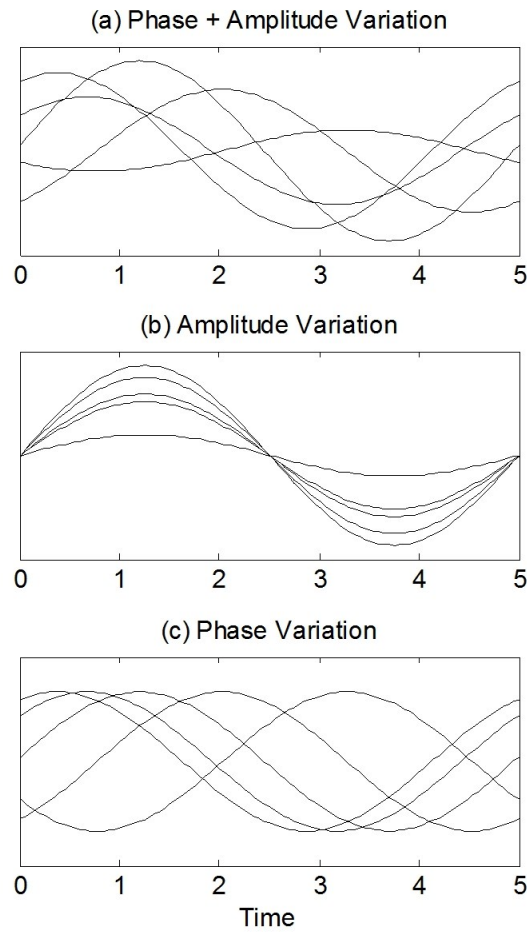 (a) Phase + Amplitude Variation
0 1 2 3 4 5
(b) Amplitude Variation
0 1 2 3 4 5
(c) Phase Variation
0 1 2 3 4 5
Time